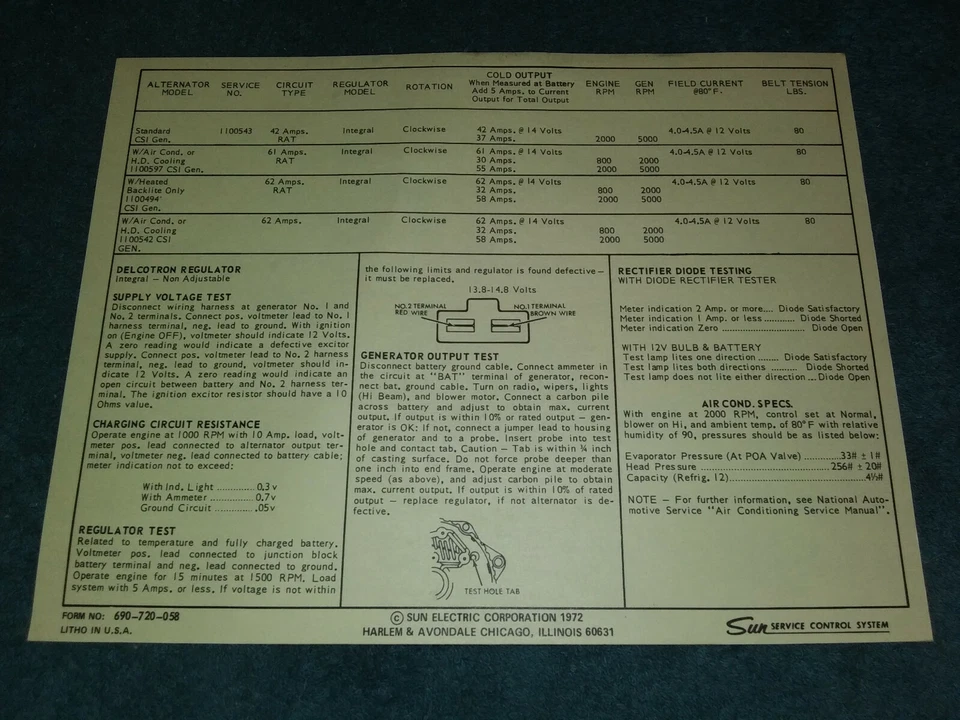 ALTERNATOR MODEL SERVICE NO. CIRCUIT TYPE REGULATOR MODEL ROTATION COLD OUTPUT When Measured at Battery Add 5 Amps. to Current Output for Total Output ENGINE RPM GEN RPM FIELD CURRENT @80°F. BELT TENSION LBS.
Standard 1100543 42 Amps. Integral Clockwise 42 Amps. @ 14 Volts 4.0-4.5A @ 12 Volts 80
CSI Gen. RAT 37 Amps. 2000 5000
W/Air Cond. or 61 Amps. Integral Clockwise 61 Amps. @ 14 Volts 4.0-4.5A @ 12 Volts 80
H.D. Cooling RAT 30 Amps. 800 2000
1100597 CSI Gen. 55 Amps. 2000 5000
W/Heated 62 Amps. Integral Clockwise 62 Amps. @ 14 Volts 4.0-4.5A @ 12 Volts 80
Backlite Only RAT 32 Amps. 800 2000
1100494 58 Amps. 2000 5000
CSI Gen.
W/Air Cond. or 62 Amps. Integral Clockwise 62 Amps. @ 14 Volts 4.0-4.5A @ 12 Volts 80
H.D. Cooling 32 Amps. 800 2000
1100542 CSI 58 Amps. 2000 5000
GEN.
DELCOTRON REGULATOR
Integral – Non Adjustable
SUPPLY VOLTAGE TEST
Disconnect wiring harness at generator No. 1 and
No. 2 terminals. Connect pos. voltmeter lead to No. 1
harness terminal, neg. lead to ground. With ignition
on (Engine OFF), voltmeter should indicate 12 Volts.
A zero reading would indicate a defective excitor
supply. Connect pos. voltmeter lead to No. 2 harness
terminal, neg. lead to ground, voltmeter should in-
dicate 12 Volts. A zero reading would indicate an
open circuit between battery and No. 2 harness ter-
minal. The ignition excitor resistor should have a 10
Ohms value.
CHARGING CIRCUIT RESISTANCE
Operate engine at 1000 RPM with 10 Amp. load, volt-
meter pos. lead connected to alternator output ter-
minal, voltmeter neg. lead connected to battery cable;
meter indication not to exceed:
With Ind. Light ............ 0.3 v
With Ammeter .............. 0.7v
Ground Circuit ............. .05v
REGULATOR TEST
Related to temperature and fully charged battery.
Voltmeter pos. lead connected to junction block
battery terminal and neg. lead connected to ground.
Operate engine for 15 minutes at 1500 RPM. Load
system with 5 Amps. or less. If voltage is not within
the following limits and regulator is found defective –
it must be replaced.
13.8-14.8 Volts
NO.2 TERMINAL
RED WIRE
NO.1 TERMINAL
BROWN WIRE
GENERATOR OUTPUT TEST
Disconnect battery ground cable. Connect ammeter in
the circuit at "BAT" terminal of generator, recon-
nect bat. ground cable. Turn on radio, wipers, lights
(Hi Beam), and blower motor. Connect a carbon pile
across battery and adjust to obtain max. current
output. If output is within 10% or rated output – gen-
erator is OK: If not, connect a jumper lead to housing
of generator and to a probe. Insert probe into test
hole and contact tab. Caution – Tab is within ¾ inch
of casting surface. Do not force probe deeper than
one inch into end frame. Operate engine at moderate
speed (as above), and adjust carbon pile to obtain
max. current output. If output is within 10% of rated
output – replace regulator, if not alternator is de-
fective.
TEST HOLE TAB
RECTIFIER DIODE TESTING
WITH DIODE RECTIFIER TESTER
Meter indication 2 Amp. or more.... Diode Satisfactory
Meter indication 1 Amp. or less ............ Diode Shorted
Meter indication Zero ........................ Diode Open
WITH 12V BULB & BATTERY
Test lamp lites one direction ....... Diode Satisfactory
Test lamp lites both directions ......... Diode Shorted
Test lamp does not lite either direction ... Diode Open
AIR COND. SPECS.
With engine at 2000 RPM, control set at Normal,
blower on Hi, and ambient temp. of 80°F with relative
humidity of 90, pressures should be as listed below:
Evaporator Pressure (At POA Valve) ..........33# ± 1#
Head Pressure ................................256# ± 20#
Capacity (Refrig. 12)..............................4½#
NOTE – For further information, see National Auto-
motive Service "Air Conditioning Service Manual".
FORM NO: 690-720-058
LITHO IN U.S.A.
© SUN ELECTRIC CORPORATION 1972
HARLEM & AVONDALE CHICAGO, ILLINOIS 60631
Sun SERVICE CONTROL SYSTEM